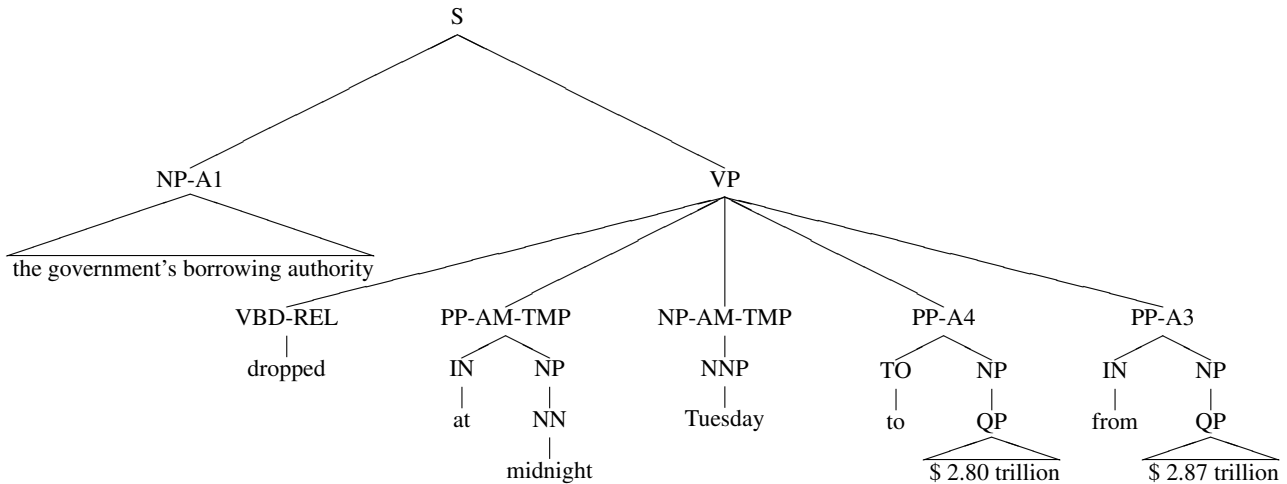 S
NP-A1 VP
the government's borrowing authority
VBD-REL PP-AM-TMP NP-AM-TMP PP-A4 PP-A3
dropped IN NP NNP TO NP IN NP
at NN Tuesday to QP from QP
midnight $ 2.80 trillion $ 2.87 trillion